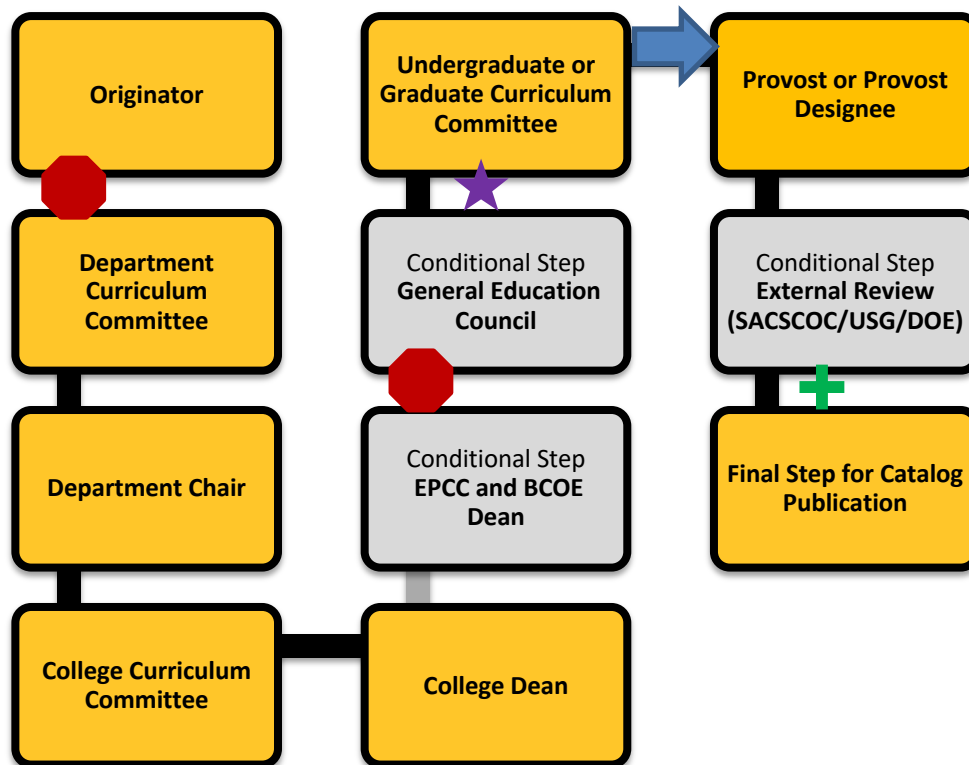 Originator
Department
Curriculum
Committee
Department Chair
College Curriculum
Committee
College Dean
Conditional Step
EPCC and BCOE
Dean
Conditional Step
General Education
Council
Undergraduate or
Graduate Curriculum
Committee
Provost or Provost
Designee
Conditional Step
External Review
(SACSCOC/USG/DOE)
Final Step for Catalog
Publication